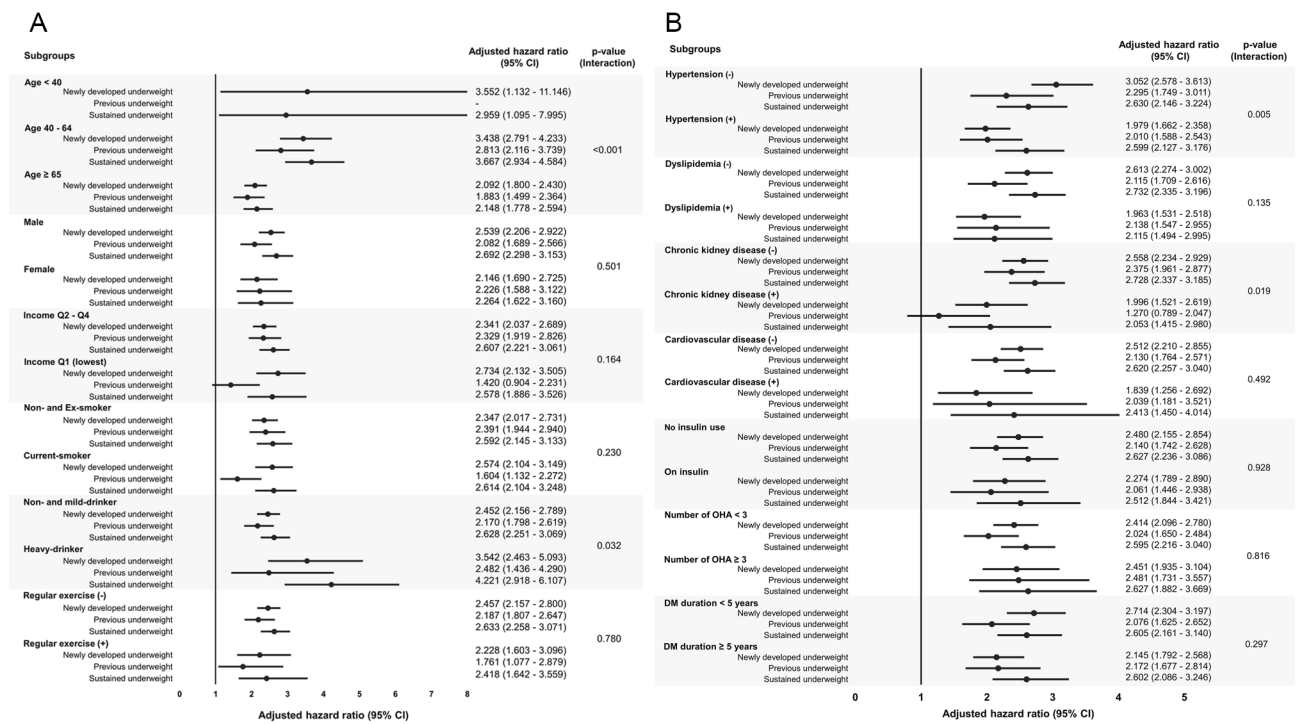 A
Subgroups Adjusted hazard ratio (95% CI) p-value (Interaction)
Age < 40
Newly developed underweight 3.552 (1.132 - 11.146)
Previous underweight -
Sustained underweight 2.959 (1.095 - 7.995)
Age 40 - 64
Newly developed underweight 3.438 (2.791 - 4.233)
Previous underweight 2.813 (2.116 - 3.739) <0.001
Sustained underweight 3.667 (2.934 - 4.584)
Age ≥ 65
Newly developed underweight 2.092 (1.800 - 2.430)
Previous underweight 1.883 (1.499 - 2.364)
Sustained underweight 2.148 (1.778 - 2.594)
Male
Newly developed underweight 2.539 (2.206 - 2.922)
Previous underweight 2.082 (1.689 - 2.566)
Sustained underweight 2.692 (2.298 - 3.153)
Female 0.501
Newly developed underweight 2.146 (1.690 - 2.725)
Previous underweight 2.226 (1.588 - 3.122)
Sustained underweight 2.264 (1.622 - 3.160)
Income Q2 - Q4
Newly developed underweight 2.341 (2.037 - 2.689)
Previous underweight 2.329 (1.919 - 2.826)
Sustained underweight 2.607 (2.221 - 3.061)
Income Q1 (lowest) 0.164
Newly developed underweight 2.734 (2.132 - 3.505)
Previous underweight 1.420 (0.904 - 2.231)
Sustained underweight 2.578 (1.886 - 3.526)
Non- and Ex-smoker
Newly developed underweight 2.347 (2.017 - 2.731)
Previous underweight 2.391 (1.944 - 2.940)
Sustained underweight 2.592 (2.145 - 3.133)
Current-smoker 0.230
Newly developed underweight 2.574 (2.104 - 3.149)
Previous underweight 1.604 (1.132 - 2.272)
Sustained underweight 2.614 (2.104 - 3.248)
Non- and mild-drinker
Newly developed underweight 2.452 (2.156 - 2.789)
Previous underweight 2.170 (1.798 - 2.619)
Sustained underweight 2.628 (2.251 - 3.069)
Heavy-drinker 0.032
Newly developed underweight 3.542 (2.463 - 5.093)
Previous underweight 2.482 (1.436 - 4.290)
Sustained underweight 4.221 (2.918 - 6.107)
Regular exercise (-)
Newly developed underweight 2.457 (2.157 - 2.800)
Previous underweight 2.187 (1.807 - 2.647)
Sustained underweight 2.633 (2.258 - 3.071)
Regular exercise (+) 0.780
Newly developed underweight 2.228 (1.603 - 3.096)
Previous underweight 1.761 (1.077 - 2.879)
Sustained underweight 2.418 (1.642 - 3.559)
0 1 2 3 4 5 6 7 8
Adjusted hazard ratio (95% CI)
B
Subgroups Adjusted hazard ratio (95% CI) p-value (Interaction)
Hypertension (-)
Newly developed underweight 3.052 (2.578 - 3.613)
Previous underweight 2.295 (1.749 - 3.011)
Sustained underweight 2.630 (2.146 - 3.224)
Hypertension (+) 0.005
Newly developed underweight 1.979 (1.662 - 2.358)
Previous underweight 2.010 (1.588 - 2.543)
Sustained underweight 2.599 (2.127 - 3.176)
Dyslipidemia (-)
Newly developed underweight 2.613 (2.274 - 3.002)
Previous underweight 2.115 (1.709 - 2.616)
Sustained underweight 2.732 (2.335 - 3.196)
Dyslipidemia (+) 0.135
Newly developed underweight 1.963 (1.531 - 2.518)
Previous underweight 2.138 (1.547 - 2.955)
Sustained underweight 2.115 (1.494 - 2.995)
Chronic kidney disease (-)
Newly developed underweight 2.558 (2.234 - 2.929)
Previous underweight 2.375 (1.961 - 2.877)
Sustained underweight 2.728 (2.337 - 3.185)
Chronic kidney disease (+) 0.019
Newly developed underweight 1.996 (1.521 - 2.619)
Previous underweight 1.270 (0.789 - 2.047)
Sustained underweight 2.053 (1.415 - 2.980)
Cardiovascular disease (-)
Newly developed underweight 2.512 (2.210 - 2.855)
Previous underweight 2.130 (1.764 - 2.571)
Sustained underweight 2.620 (2.257 - 3.040)
Cardiovascular disease (+) 0.492
Newly developed underweight 1.839 (1.256 - 2.692)
Previous underweight 2.039 (1.181 - 3.521)
Sustained underweight 2.413 (1.450 - 4.014)
No insulin use
Newly developed underweight 2.480 (2.155 - 2.854)
Previous underweight 2.140 (1.742 - 2.628)
Sustained underweight 2.627 (2.236 - 3.086)
On insulin 0.928
Newly developed underweight 2.274 (1.789 - 2.890)
Previous underweight 2.061 (1.446 - 2.938)
Sustained underweight 2.512 (1.844 - 3.421)
Number of OHA < 3
Newly developed underweight 2.414 (2.096 - 2.780)
Previous underweight 2.024 (1.650 - 2.484)
Sustained underweight 2.595 (2.216 - 3.040)
Number of OHA ≥ 3 0.816
Newly developed underweight 2.451 (1.935 - 3.104)
Previous underweight 2.481 (1.731 - 3.557)
Sustained underweight 2.627 (1.882 - 3.669)
DM duration < 5 years
Newly developed underweight 2.714 (2.304 - 3.197)
Previous underweight 2.076 (1.625 - 2.652)
Sustained underweight 2.605 (2.161 - 3.140)
DM duration ≥ 5 years 0.297
Newly developed underweight 2.145 (1.792 - 2.568)
Previous underweight 2.172 (1.677 - 2.814)
Sustained underweight 2.602 (2.086 - 3.246)
0 1 2 3 4 5
Adjusted hazard ratio (95% CI)